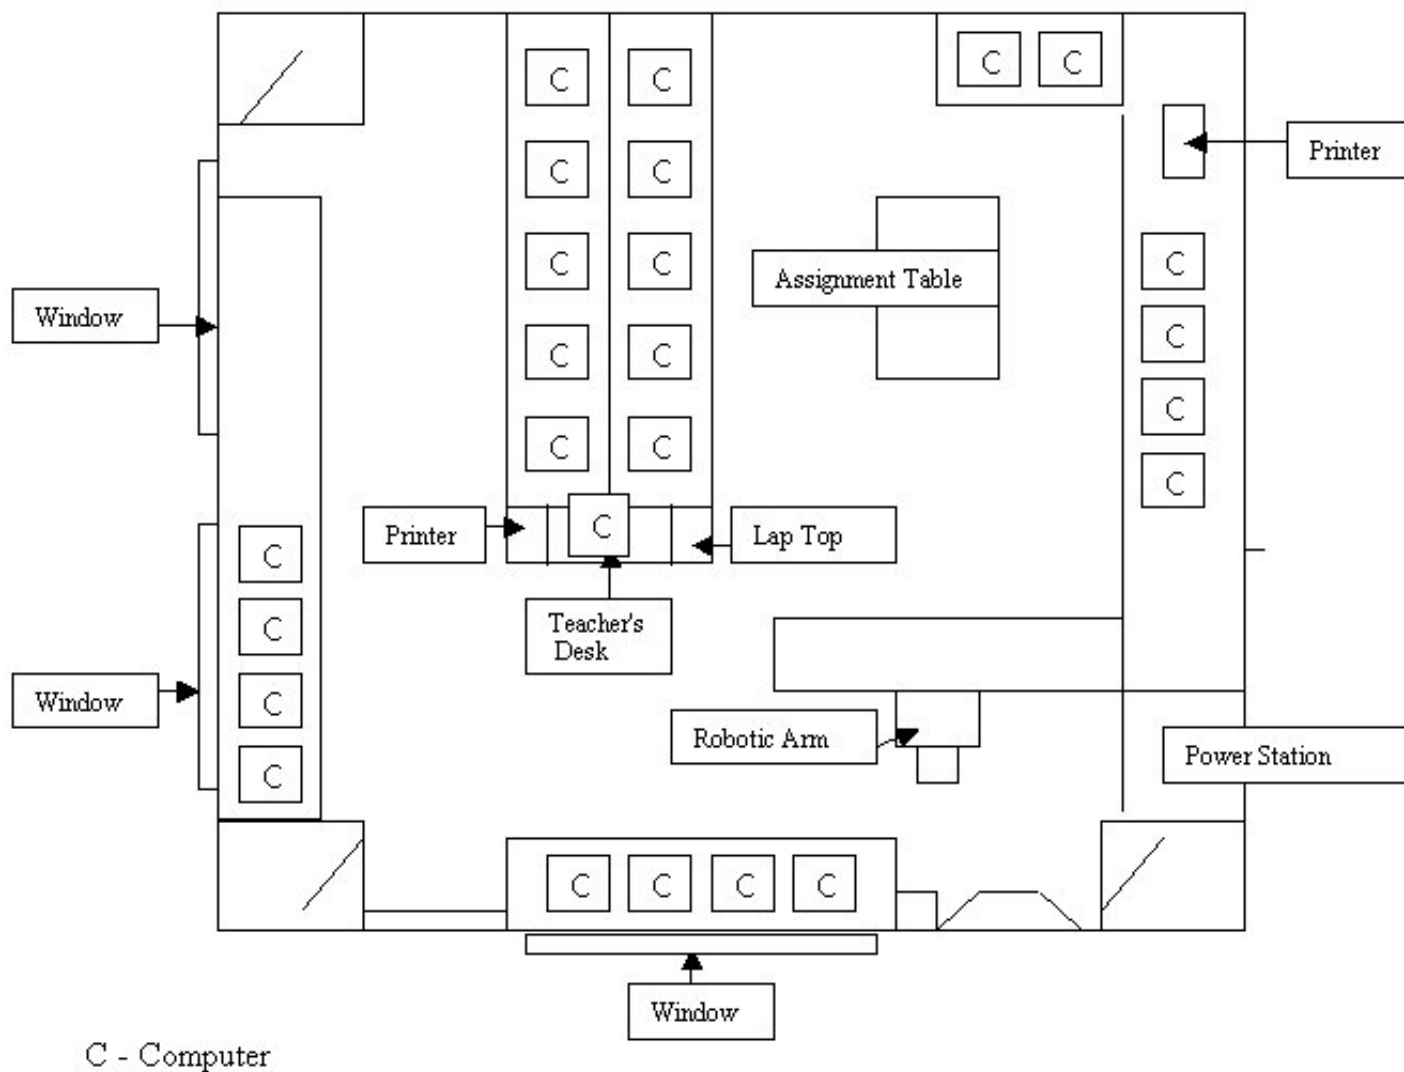 C C C C
C C
Printer
C C
Assignment Table
C C C
Window
C
C C
C
C C C
Printer C Lap Top
C
Teacher's
Desk
C
Window
C
Robotic Arm
Power Station
C
C C C C
Window
C - Computer